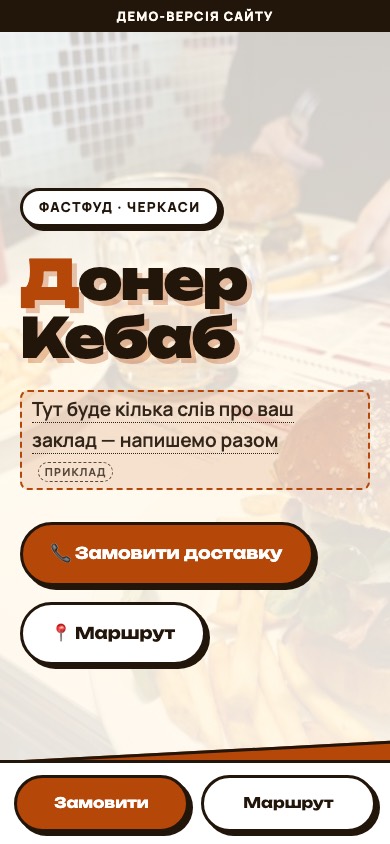 ДЕМО-ВЕРСІЯ САЙТУ
ФАСТФУД · ЧЕРКАСИ
Донер
Кебаб
Тут буде кілька слів про ваш
заклад — напишемо разом
ПРИКЛАД
Замовити доставку
Маршрут
Замовити
Маршрут